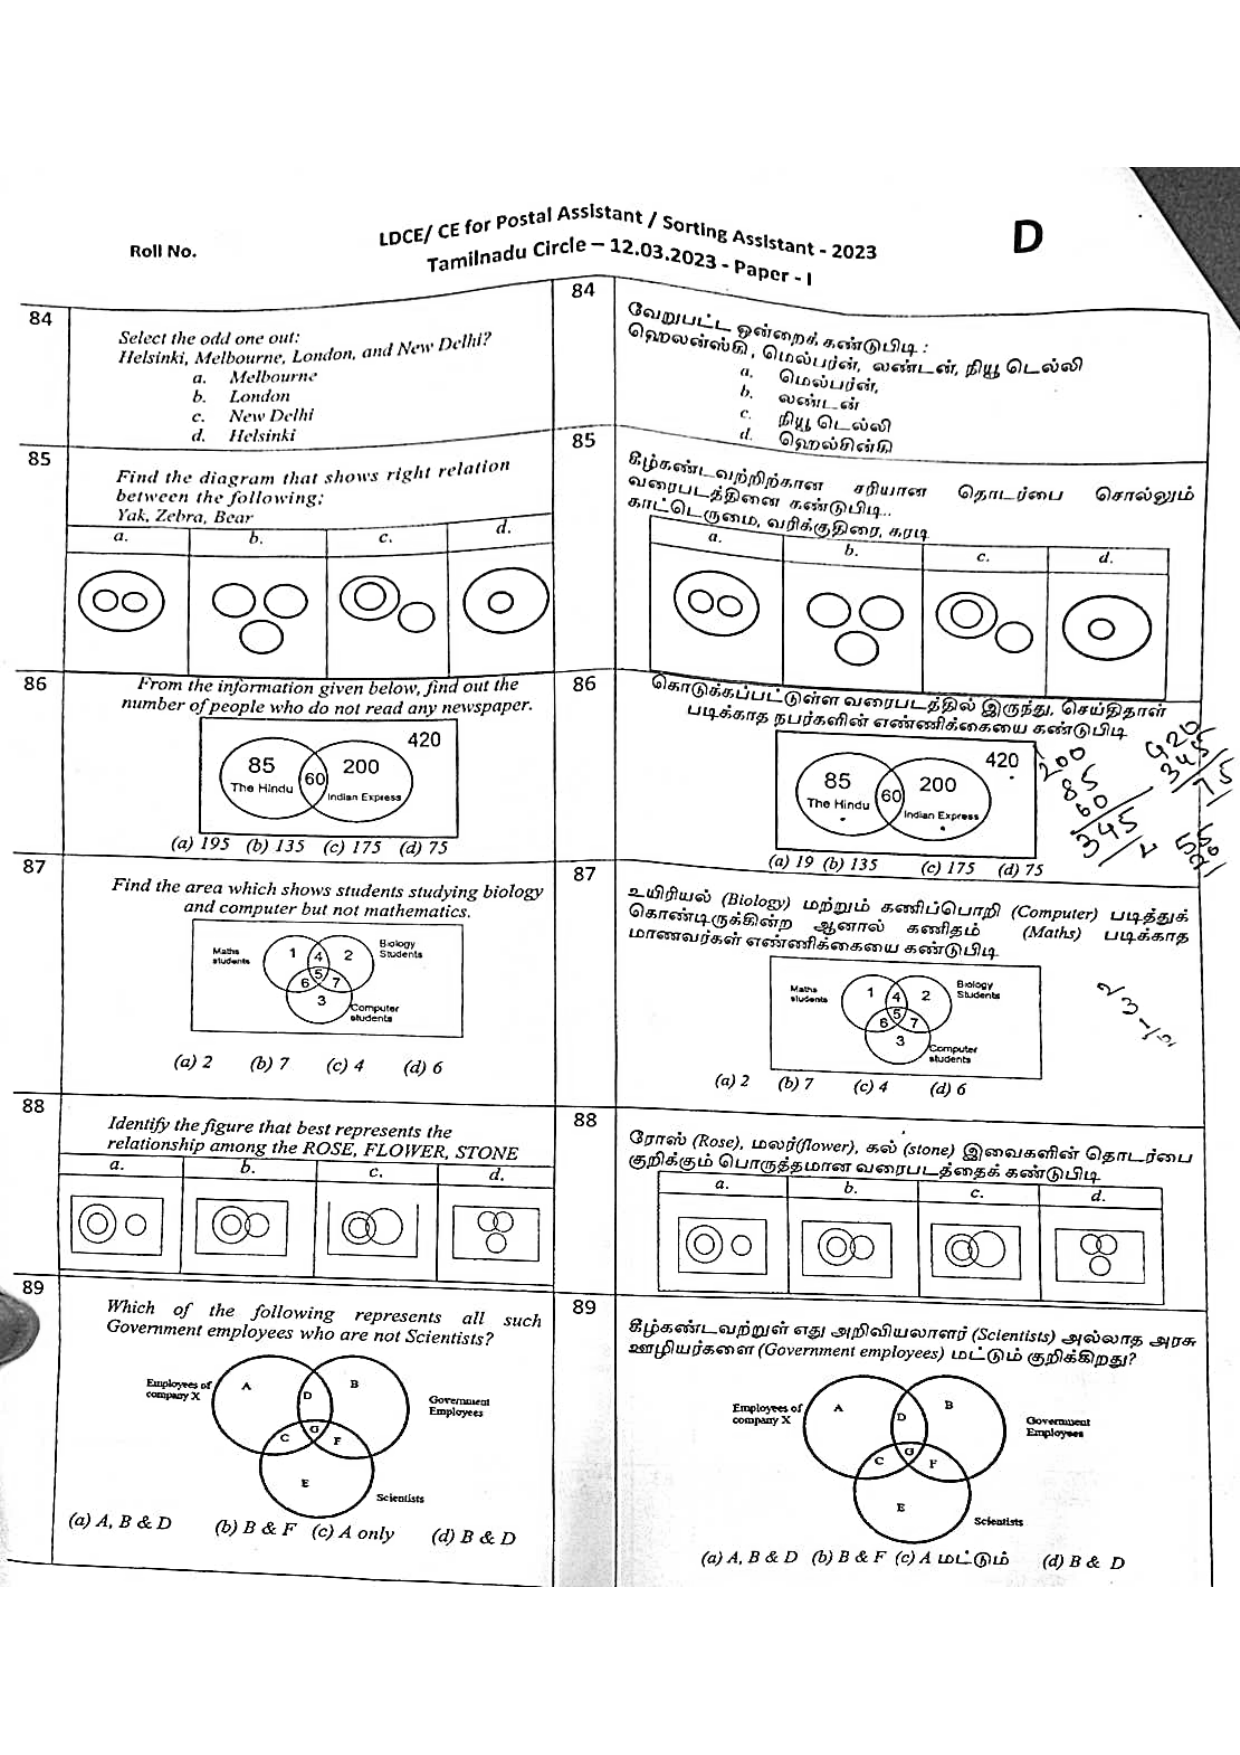 Roll No.
LDCE/ CE for Postal Assistant / Sorting Assistant - 2023
Tamilnadu Circle – 12.03.2023 - Paper - I
D
84
Select the odd one out:
Helsinki, Melbourne, London, and New Delhi?
a. Melbourne
b. London
c. New Delhi
d. Helsinki
84
வேறுபட்ட ஒன்றைக் கண்டுபிடி :
ஹெலன்ஸ்கி, மெல்பர்ன், லண்டன், நியூ டெல்லி
a. மெல்பர்ன்,
b. லண்டன்
c. நியூ டெல்லி
d. ஹெல்சின்கி
85
Find the diagram that shows right relation
between the following;
Yak, Zebra, Bear
a. b. c. d.
85
கீழ்கண்டவற்றிற்கான சரியான தொடர்பை சொல்லும்
வரைபடத்தினை கண்டுபிடி..
காட்டெருமை, வரிக்குதிரை, கரடி
a. b. c. d.
86
From the information given below, find out the
number of people who do not read any newspaper.
420
85 60 200
The Hindu Indian Express
(a) 195 (b) 135 (c) 175 (d) 75
86
கொடுக்கப்பட்டுள்ள வரைபடத்தில் இருந்து, செய்திதாள்
படிக்காத நபர்களின் எண்ணிக்கையை கண்டுபிடி
420
85 60 200
The Hindu Indian Express
(a) 19 (b) 135 (c) 175 (d) 75
200
85
60
345
420
345
75
87
Find the area which shows students studying biology
and computer but not mathematics.
Maths
students
1 4 2
5
6 7
3
Biology
Students
Computer
students
(a) 2 (b) 7 (c) 4 (d) 6
87
உயிரியல் (Biology) மற்றும் கணிப்பொறி (Computer) படித்துக்
கொண்டிருக்கின்ற ஆனால் கணிதம் (Maths) படிக்காத
மாணவர்கள் எண்ணிக்கையை கண்டுபிடி
Maths
students
1 4 2
5
6 7
3
Biology
Students
Computer
students
(a) 2 (b) 7 (c) 4 (d) 6
88
Identify the figure that best represents the
relationship among the ROSE, FLOWER, STONE
a. b. c. d.
88
ரோஸ் (Rose), மலர்(flower), கல் (stone) இவைகளின் தொடர்பை
குறிக்கும் பொருத்தமான வரைபடத்தைக் கண்டுபிடி
a. b. c. d.
89
Which of the following represents all such
Government employees who are not Scientists?
Employees of
company X
A D B
G
C F
E
Government
Employees
Scientists
(a) A, B & D (b) B & F (c) A only (d) B & D
89
கீழ்கண்டவற்றுள் எது அறிவியலாளர் (Scientists) அல்லாத அரசு
ஊழியர்களை (Government employees) மட்டும் குறிக்கிறது?
Employees of
company X
A D B
G
C F
E
Government
Employees
Scientists
(a) A, B & D (b) B & F (c) A மட்டும் (d) B & D